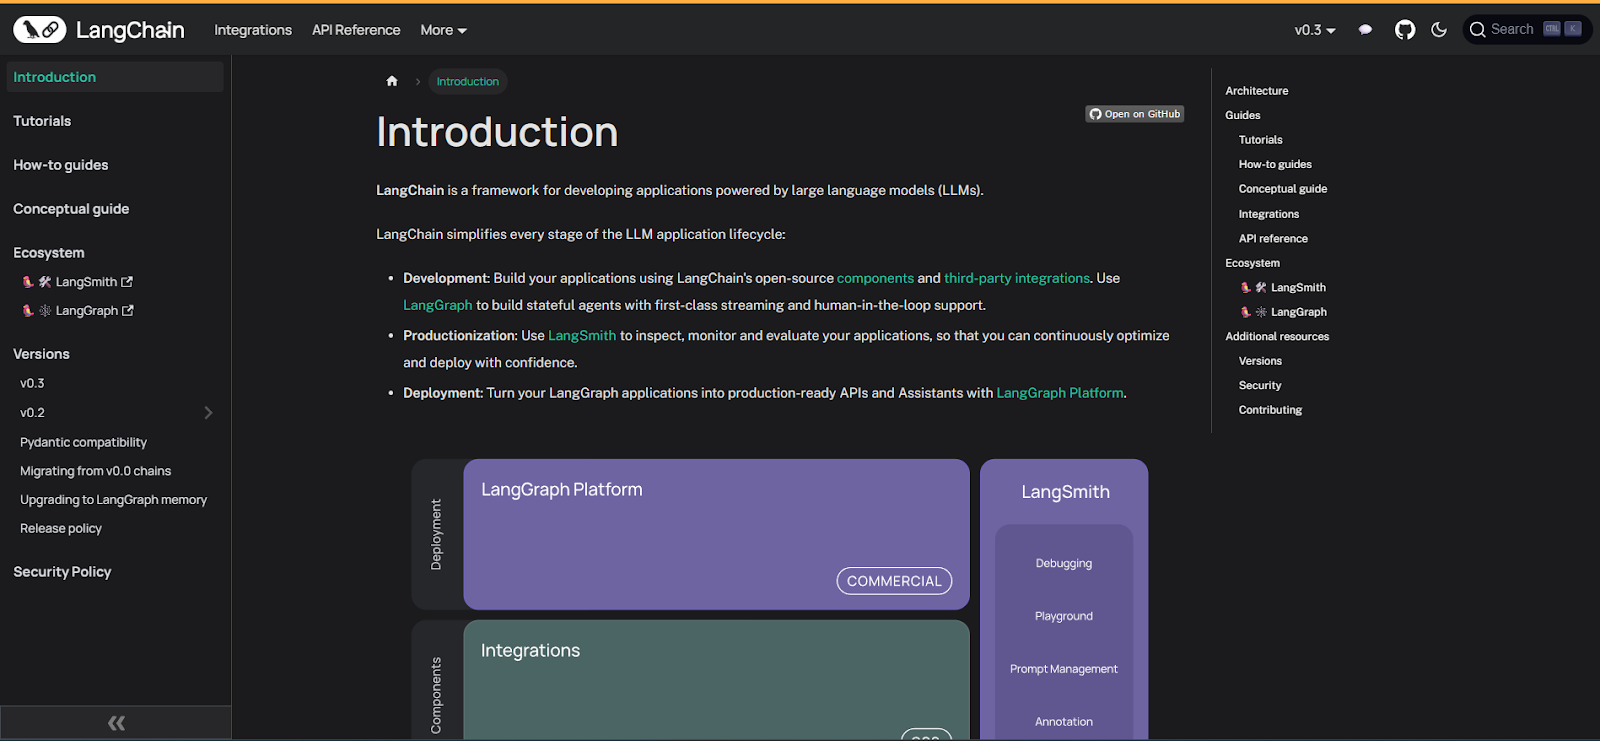 LangChain
Integrations
API Reference
More
v0.3
Search
CTRL
K
Introduction
Tutorials
How-to guides
Conceptual guide
Ecosystem
LangSmith
LangGraph
Versions
v0.3
v0.2
Pydantic compatibility
Migrating from v0.0 chains
Upgrading to LangGraph memory
Release policy
Security Policy
Introduction
Open on GitHub
Introduction
LangChain is a framework for developing applications powered by large language models (LLMs).
LangChain simplifies every stage of the LLM application lifecycle:
• Development: Build your applications using LangChain's open-source components and third-party integrations. Use
LangGraph to build stateful agents with first-class streaming and human-in-the-loop support.
• Productionization: Use LangSmith to inspect, monitor and evaluate your applications, so that you can continuously optimize
and deploy with confidence.
• Deployment: Turn your LangGraph applications into production-ready APIs and Assistants with LangGraph Platform.
Deployment
LangGraph Platform
COMMERCIAL
Components
Integrations
LangSmith
Debugging
Playground
Prompt Management
Annotation
Architecture
Guides
Tutorials
How-to guides
Conceptual guide
Integrations
API reference
Ecosystem
LangSmith
LangGraph
Additional resources
Versions
Security
Contributing